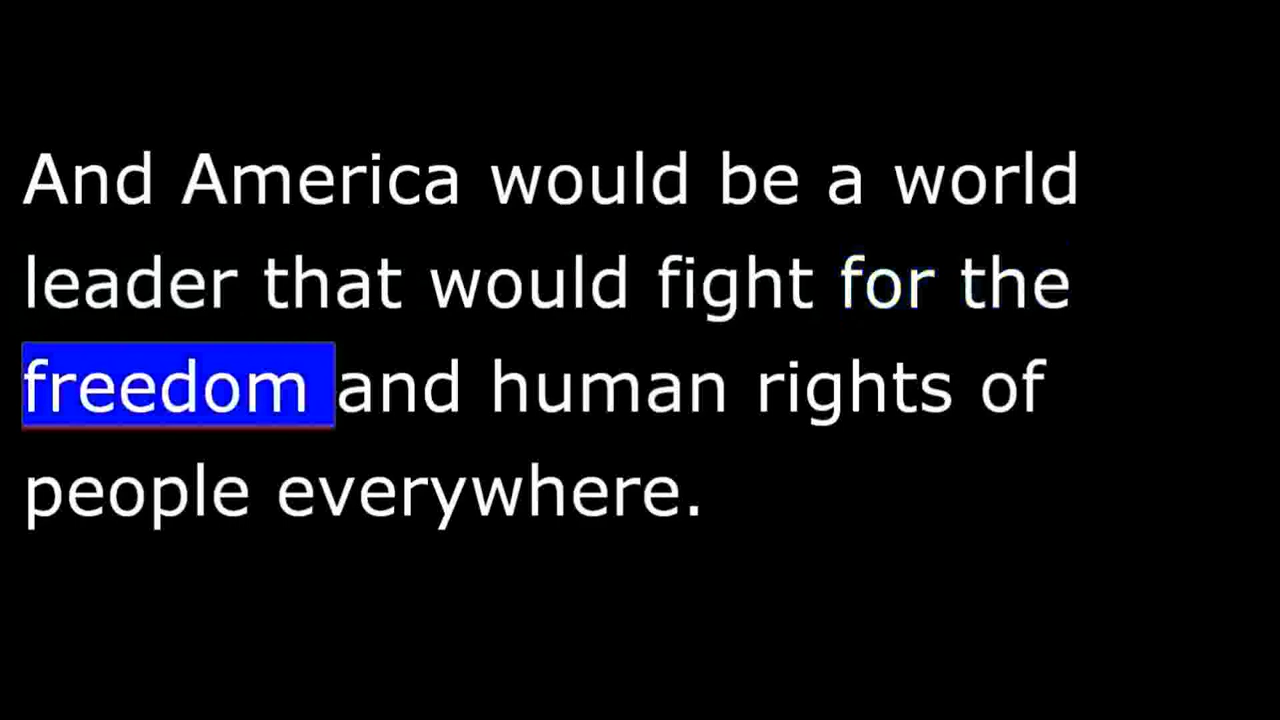 And America would be a world
leader that would fight for the
freedom and human rights of
people everywhere.